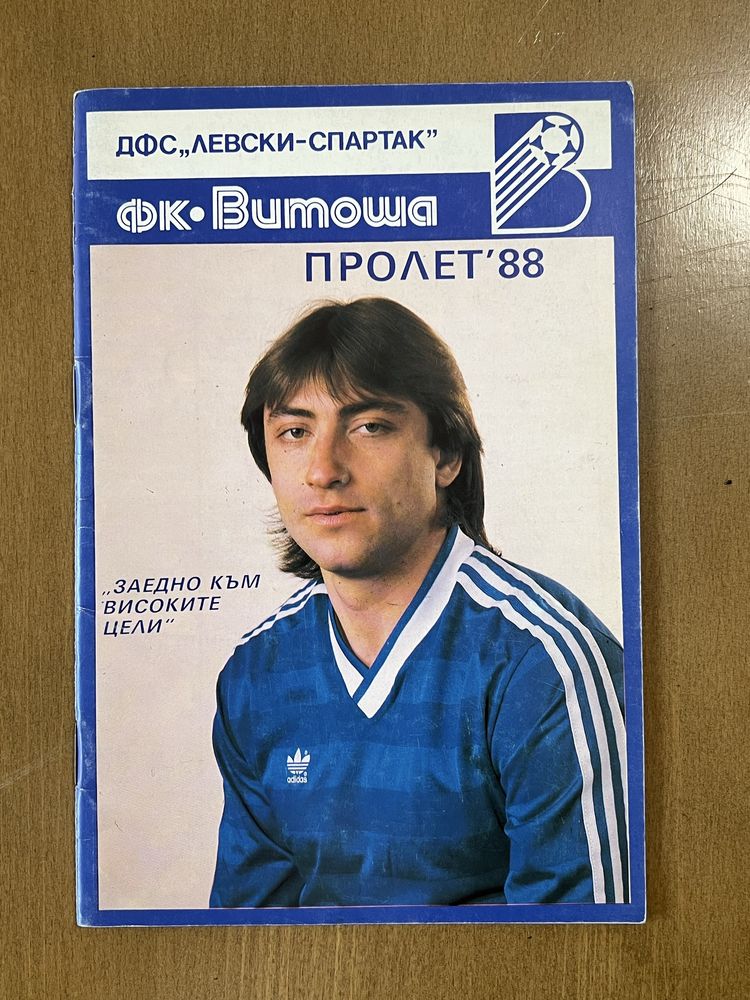 ДФС„ЛЕВСКИ-СПАРТАК”
ФК·Витоша
ПРОЛЕТ'88
„ЗАЕДНО КЪМ
ВИСОКИТЕ
ЦЕЛИ“
adidas